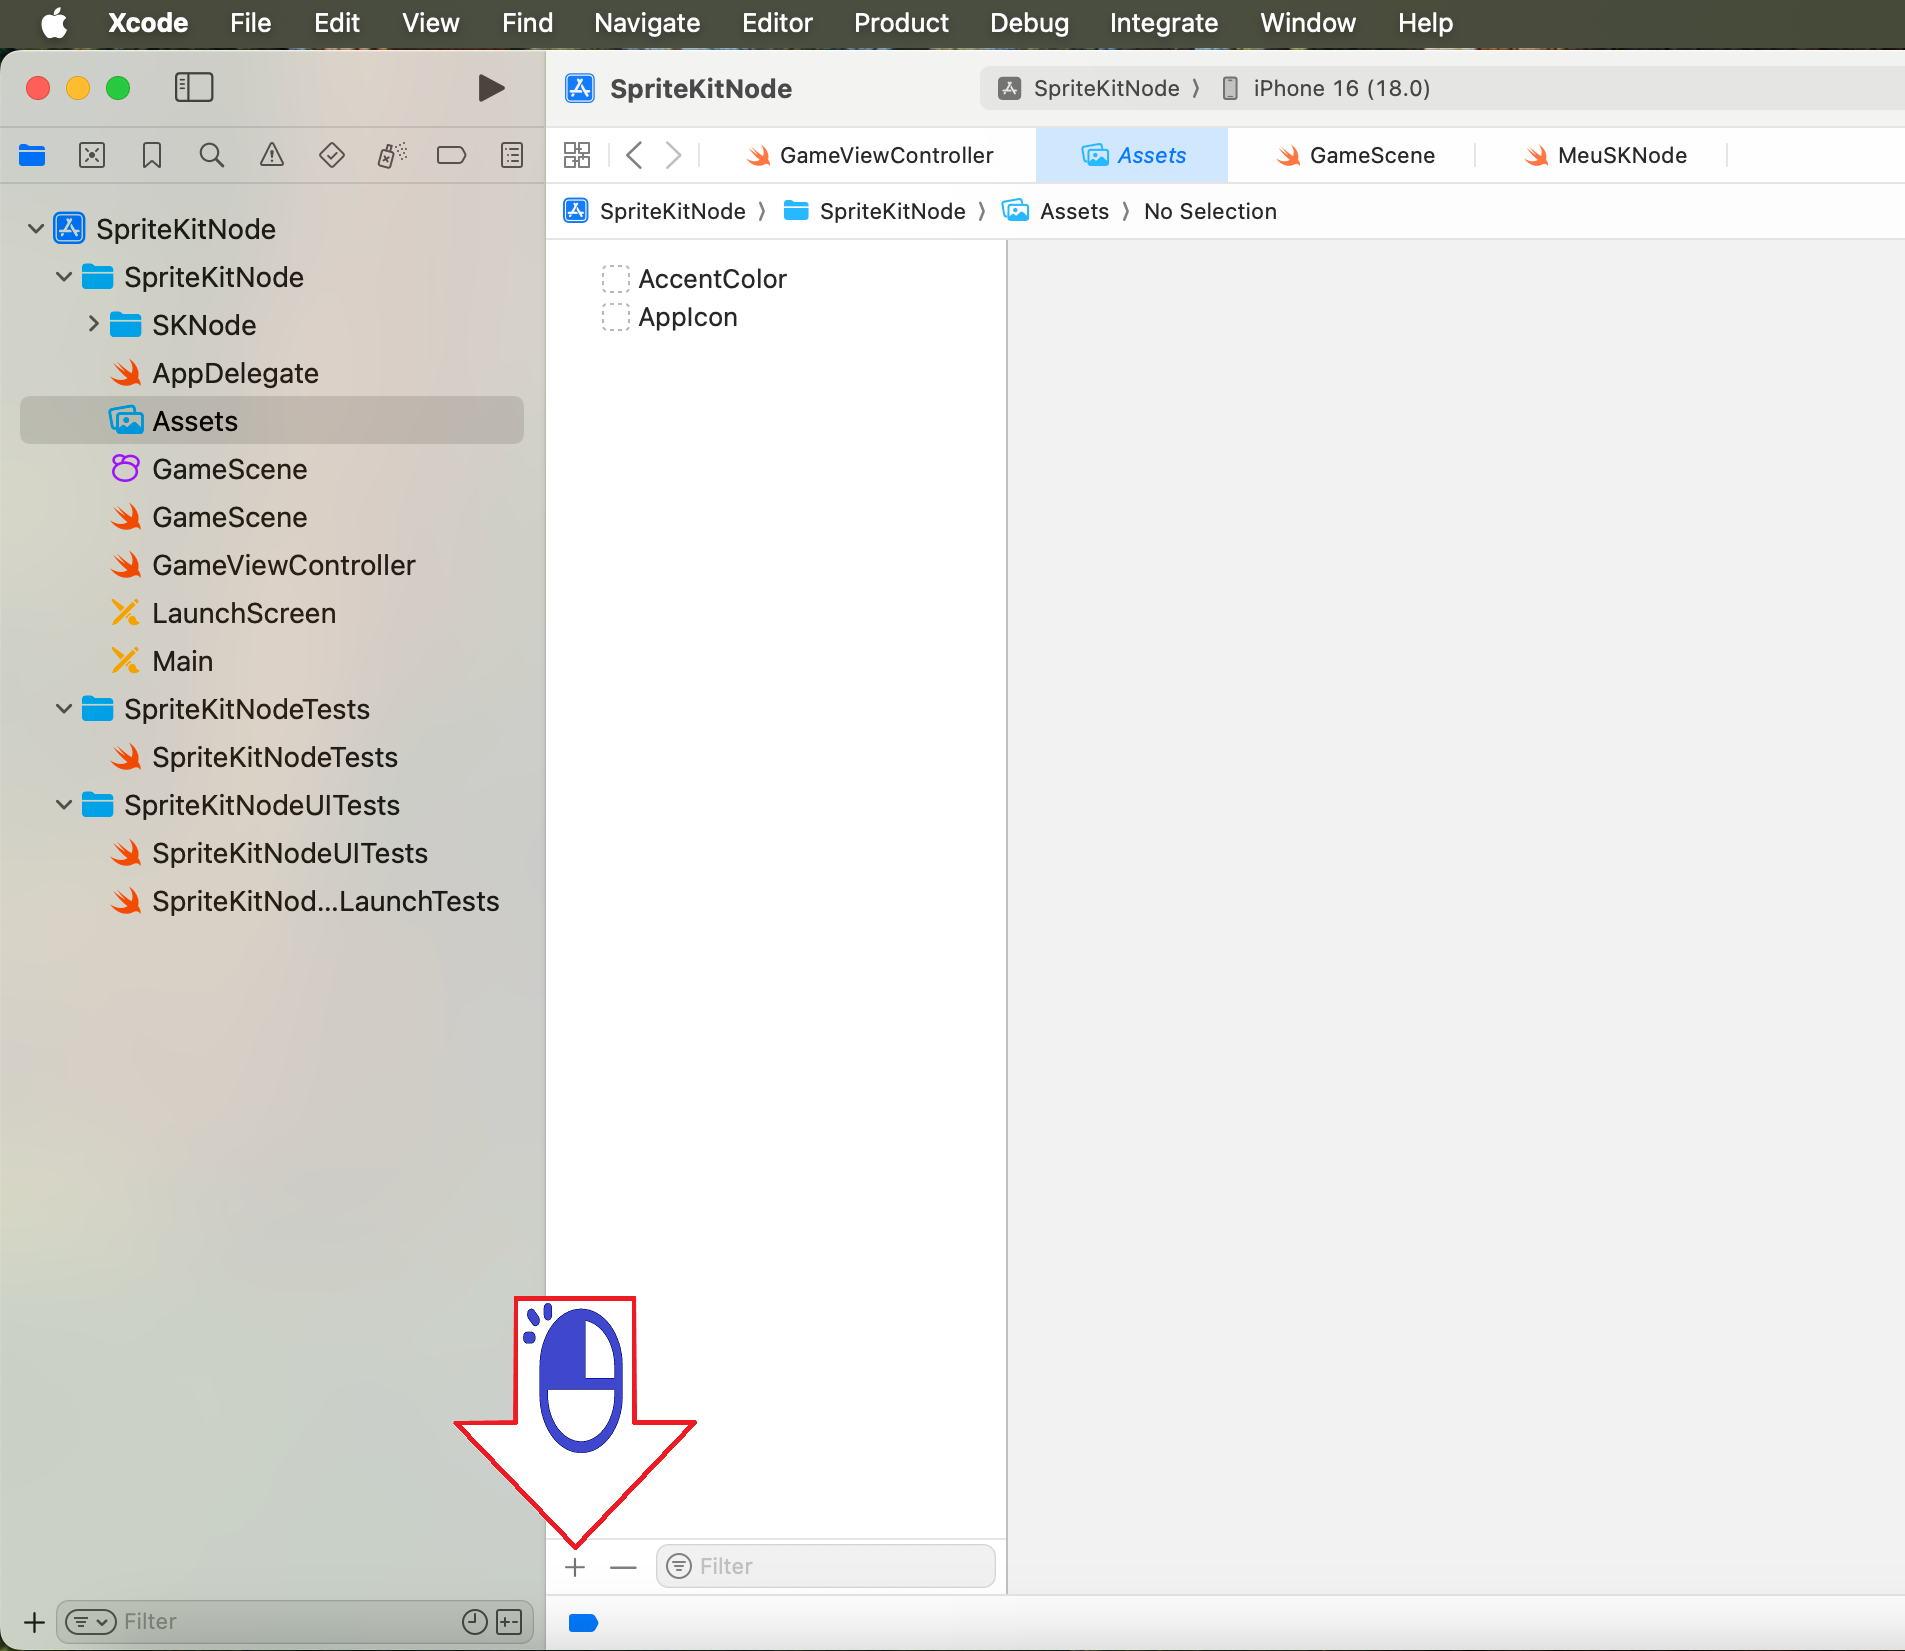 Xcode File Edit View Find Navigate Editor Product Debug Integrate Window Help
SpriteKitNode
SpriteKitNode 〉 iPhone 16 (18.0)
GameViewController
Assets
GameScene
MeuSKNode
SpriteKitNode 〉 SpriteKitNode 〉 Assets 〉 No Selection
SpriteKitNode
SpriteKitNode
SKNode
AppDelegate
Assets
GameScene
GameScene
GameViewController
LaunchScreen
Main
SpriteKitNodeTests
SpriteKitNodeTests
SpriteKitNodeUITests
SpriteKitNodeUITests
SpriteKitNod...LaunchTests
AccentColor
AppIcon
Filter
Filter